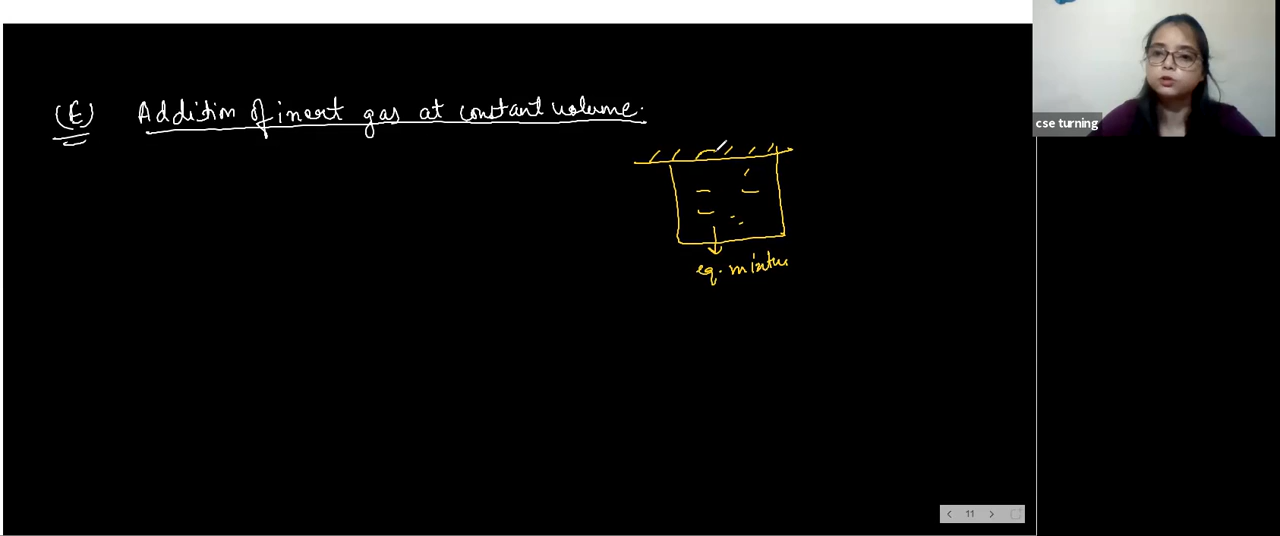 (E) Addition of inert gas at constant volume.
cse turning
eq. mixture
11